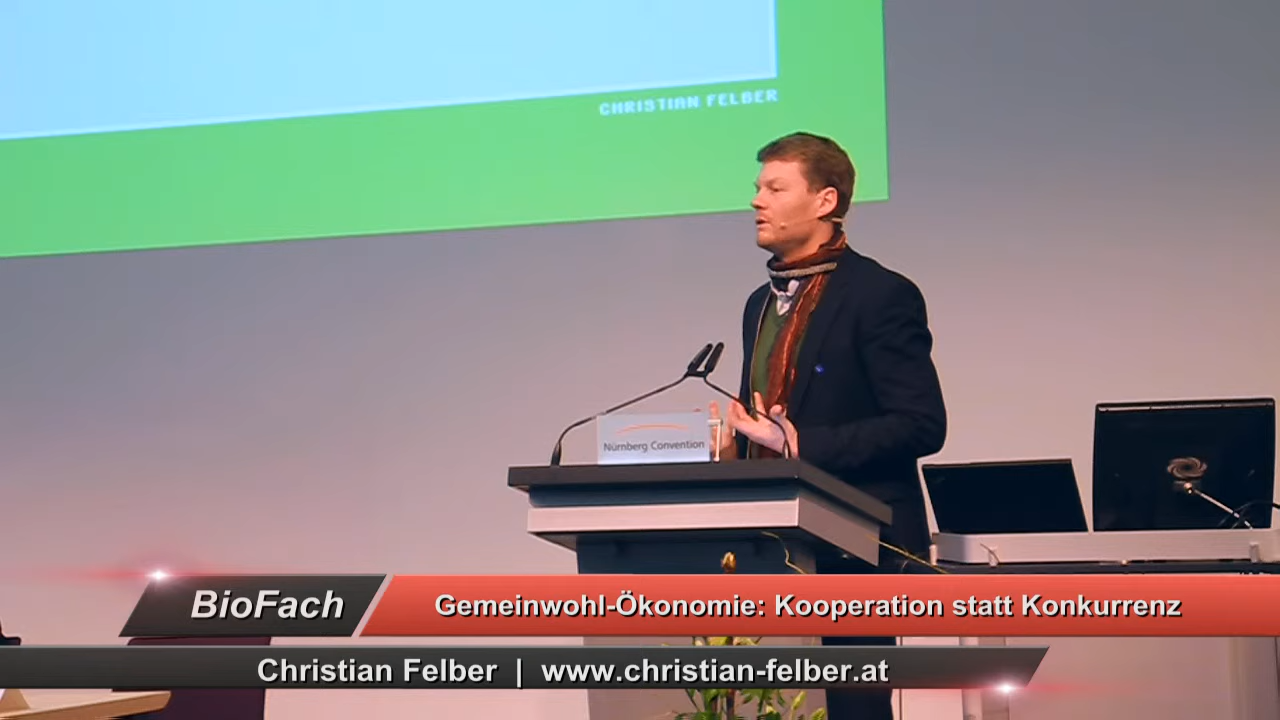 CHRISTIAN FELBER
Nürnberg Convention
BioFach
Gemeinwohl-Ökonomie: Kooperation statt Konkurrenz
Christian Felber | www.christian-felber.at